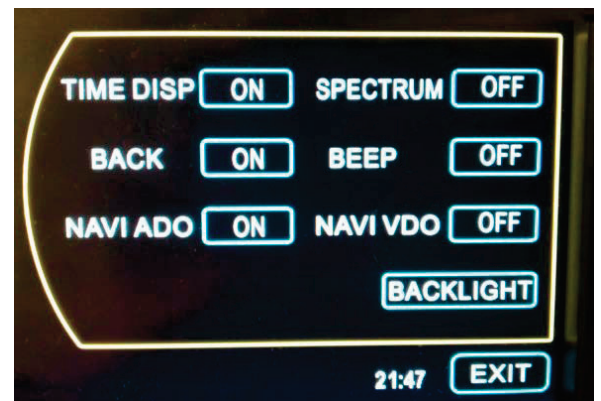 TIME DISP ON SPECTRUM OFF
BACK ON BEEP OFF
NAVI ADO ON NAVI VDO OFF
BACKLIGHT
21:47 EXIT